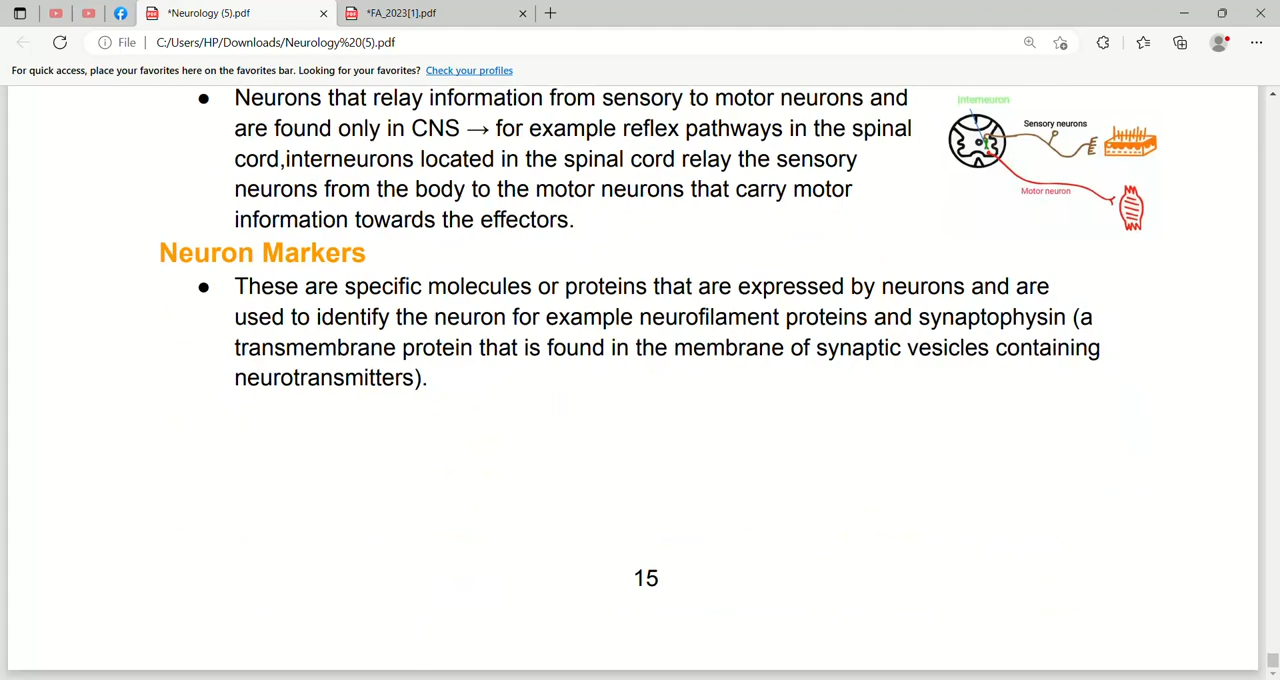 *Neurology (5).pdf
*FA_2023[1].pdf
File
C:/Users/HP/Downloads/Neurology%20(5).pdf
For quick access, place your favorites here on the favorites bar. Looking for your favorites? Check your profiles
● Neurons that relay information from sensory to motor neurons and
are found only in CNS → for example reflex pathways in the spinal
cord,interneurons located in the spinal cord relay the sensory
neurons from the body to the motor neurons that carry motor
information towards the effectors.
Interneuron
Sensory neurons
Motor neuron
Neuron Markers
● These are specific molecules or proteins that are expressed by neurons and are
used to identify the neuron for example neurofilament proteins and synaptophysin (a
transmembrane protein that is found in the membrane of synaptic vesicles containing
neurotransmitters).
15